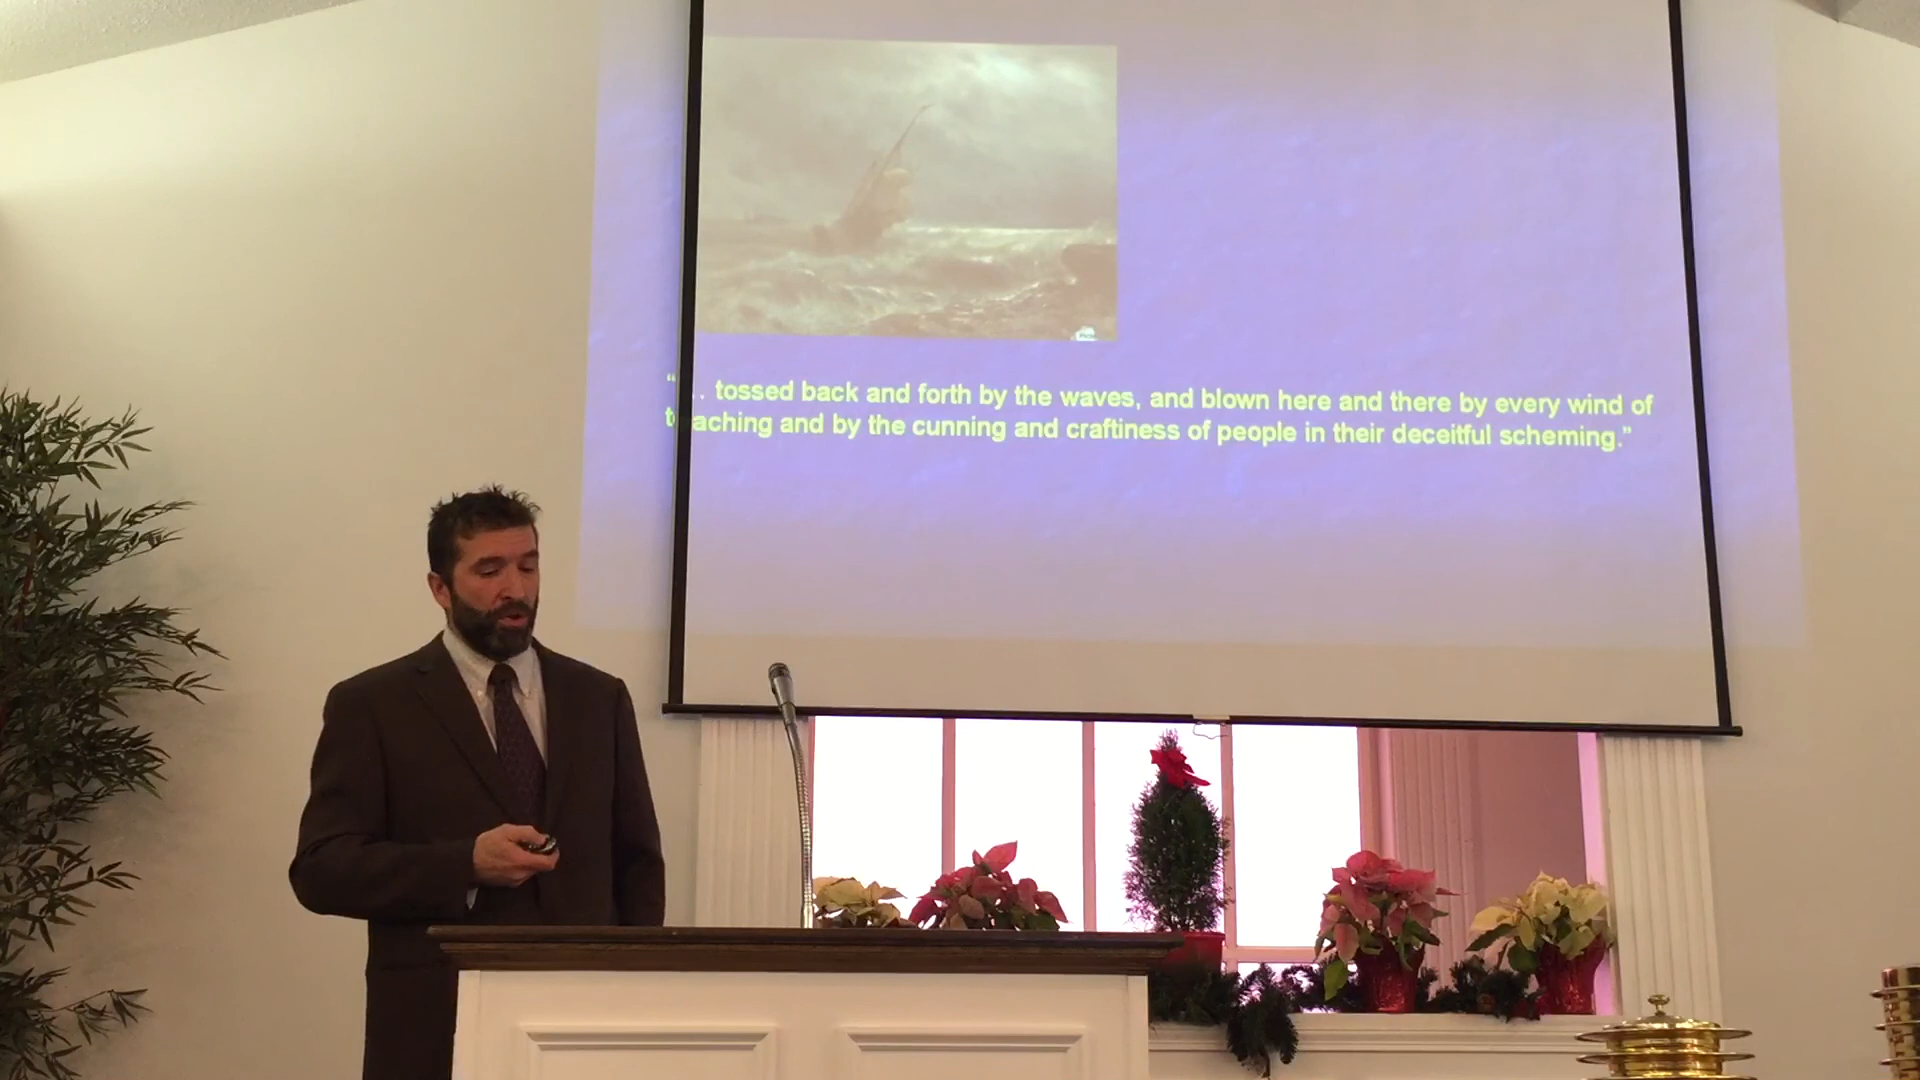 “... tossed back and forth by the waves, and blown here and there by every wind of
teaching and by the cunning and craftiness of people in their deceitful scheming.”